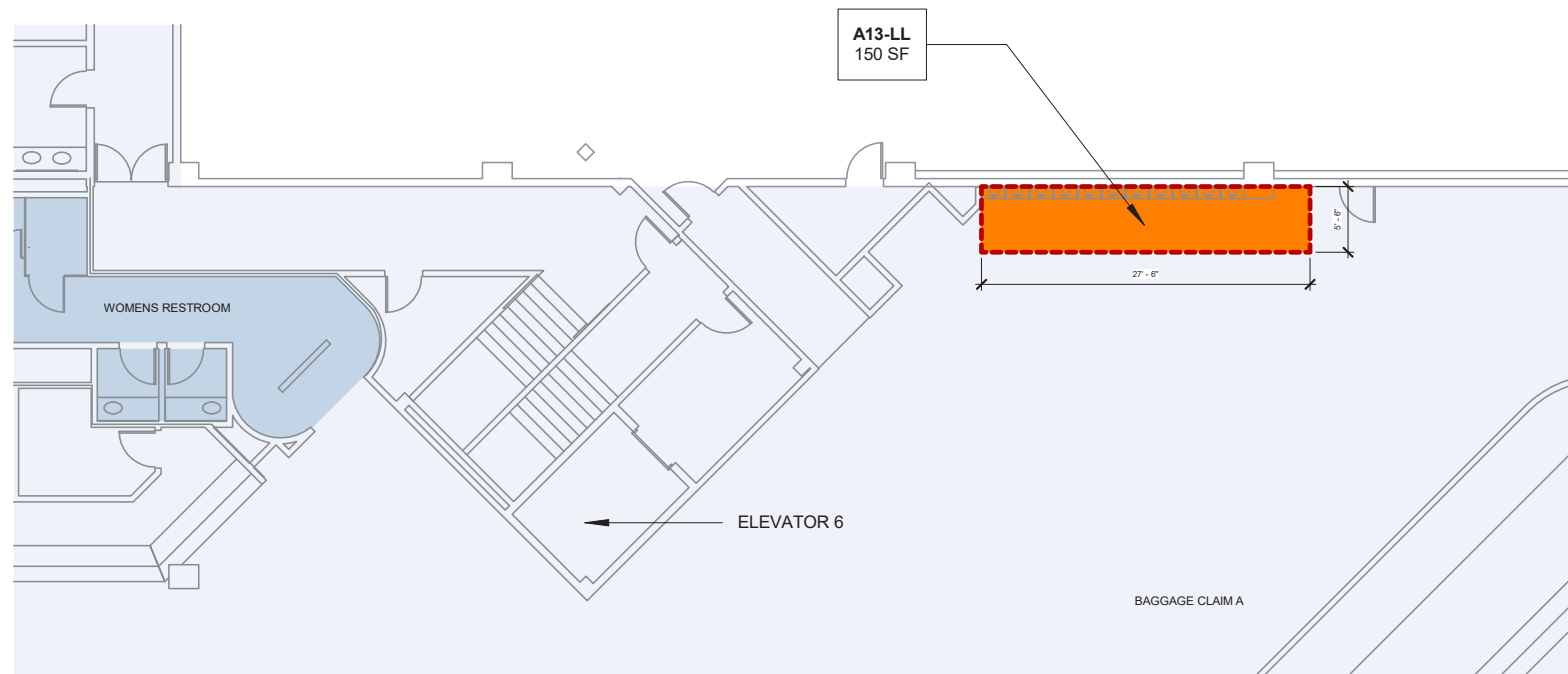 A13-LL
150 SF
5' - 6"
27' - 6"
WOMENS RESTROOM
ELEVATOR 6
BAGGAGE CLAIM A